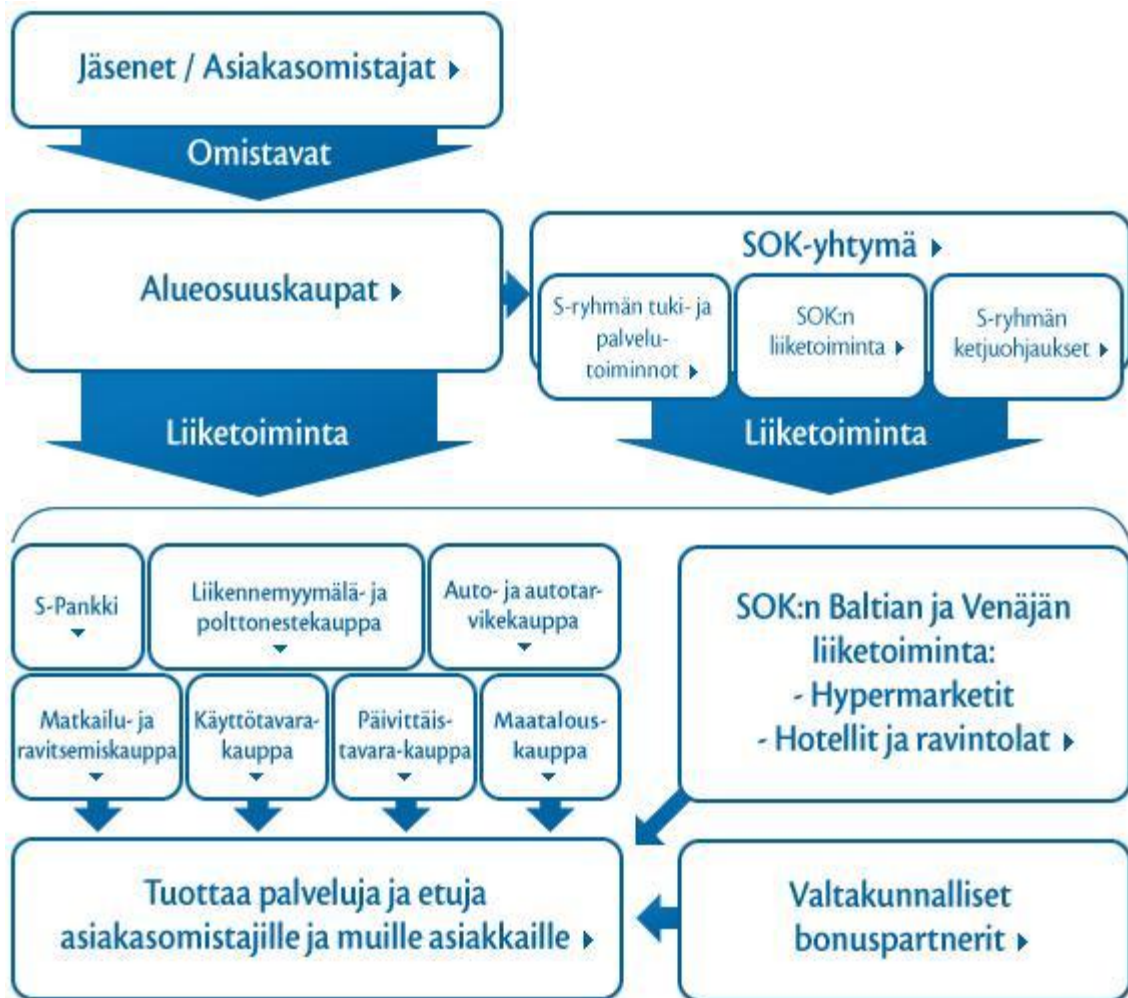 Jäsenet / Asiakasomistajat
Omistavat
Alueosuuskaupat
SOK-yhtymä
S-ryhmän tuki- ja
palvelu-
toiminnot
SOK:n
liiketoiminta
S-ryhmän
ketjuohjaukset
Liiketoiminta
Liiketoiminta
S-Pankki
Liikennemyymälä- ja
polttonestekauppa
Auto- ja autotar-
vikekauppa
Matkailu- ja
ravitsemiskauppa
Käyttötavara-
kauppa
Päivittäis-
tavara-kauppa
Maatalous-
kauppa
SOK:n Baltian ja Venäjän
liiketoiminta:
- Hypermarketit
- Hotellit ja ravintolat
Tuottaa palveluja ja etuja
asiakasomistajille ja muille asiakkaille
Valtakunnalliset
bonuspartnerit